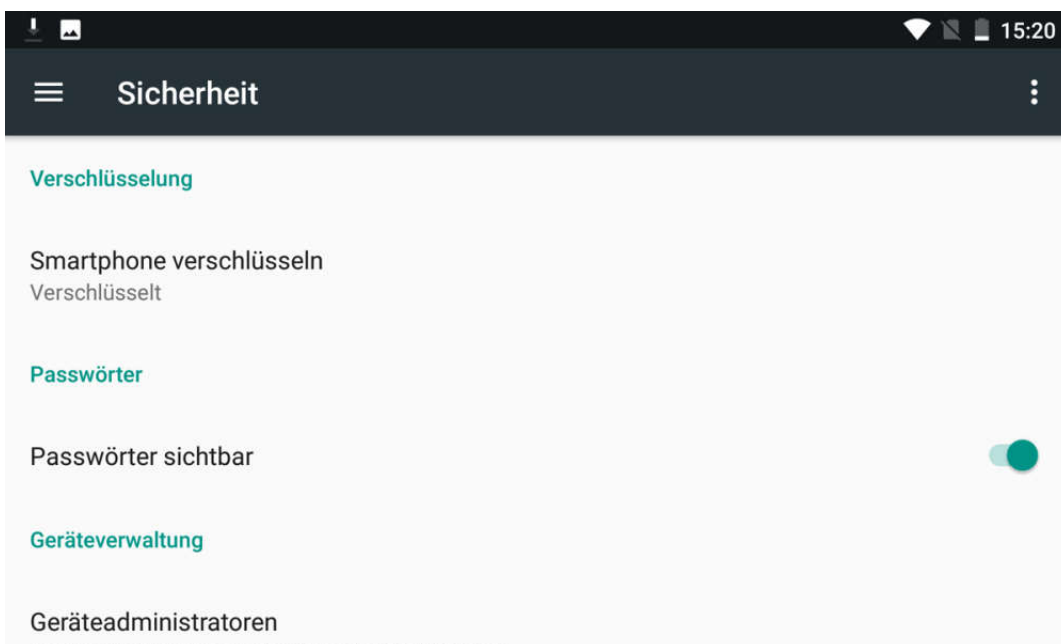 15:20
Sicherheit
Verschlüsselung
Smartphone verschlüsseln
Verschlüsselt
Passwörter
Passwörter sichtbar
Geräteverwaltung
Geräteadministratoren